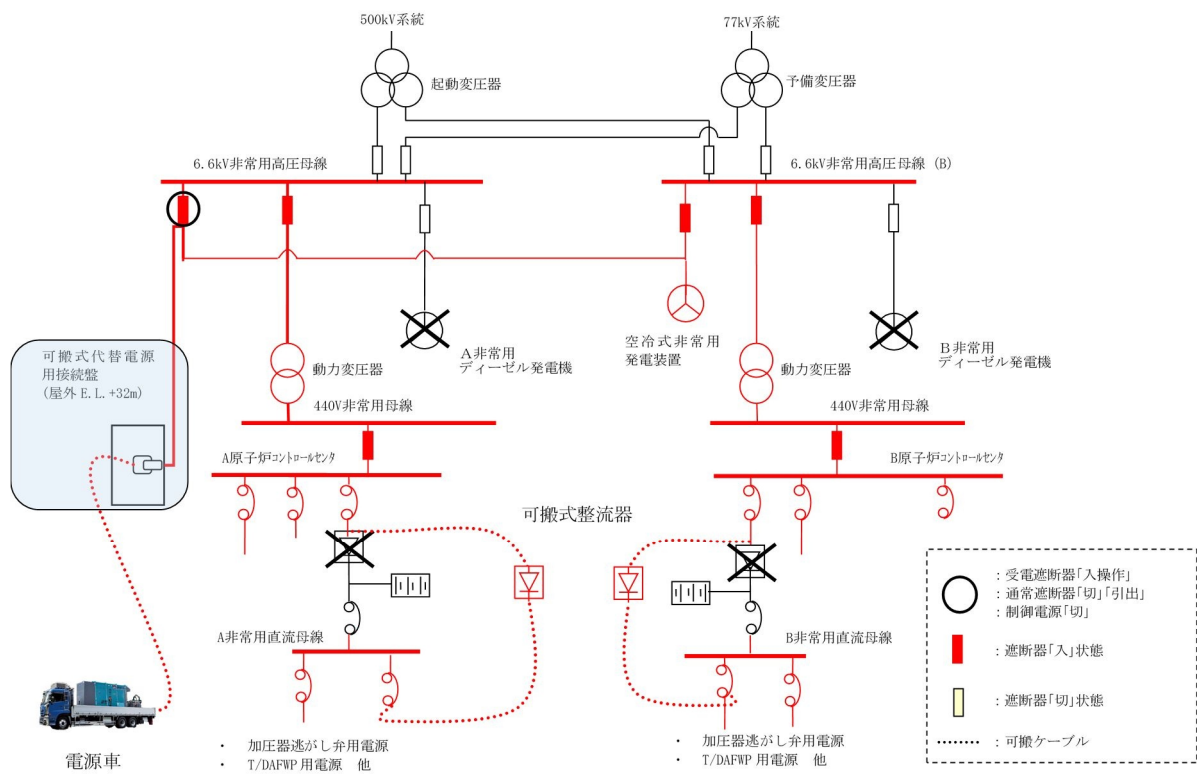 500kV系統
77kV系統
起動変圧器
予備変圧器
6.6kV非常用高圧母線
6.6kV非常用高圧母線 (B)
可搬式代替電源
用接続盤
(屋外 E.L.+32m)
A非常用
ディーゼル発電機
空冷式非常用
発電装置
B非常用
ディーゼル発電機
動力変圧器
動力変圧器
440V非常用母線
440V非常用母線
A原子炉コントロールセンタ
B原子炉コントロールセンタ
可搬式整流器
A非常用直流母線
B非常用直流母線
・ 加圧器逃がし弁用電源
・ T/DAFWP 用電源 他
・ 加圧器逃がし弁用電源
・ T/DAFWP 用電源 他
電源車
: 受電遮断器「入操作」
: 通常遮断器「切」「引出」
: 制御電源「切」
: 遮断器「入」状態
: 遮断器「切」状態
: 可搬ケーブル